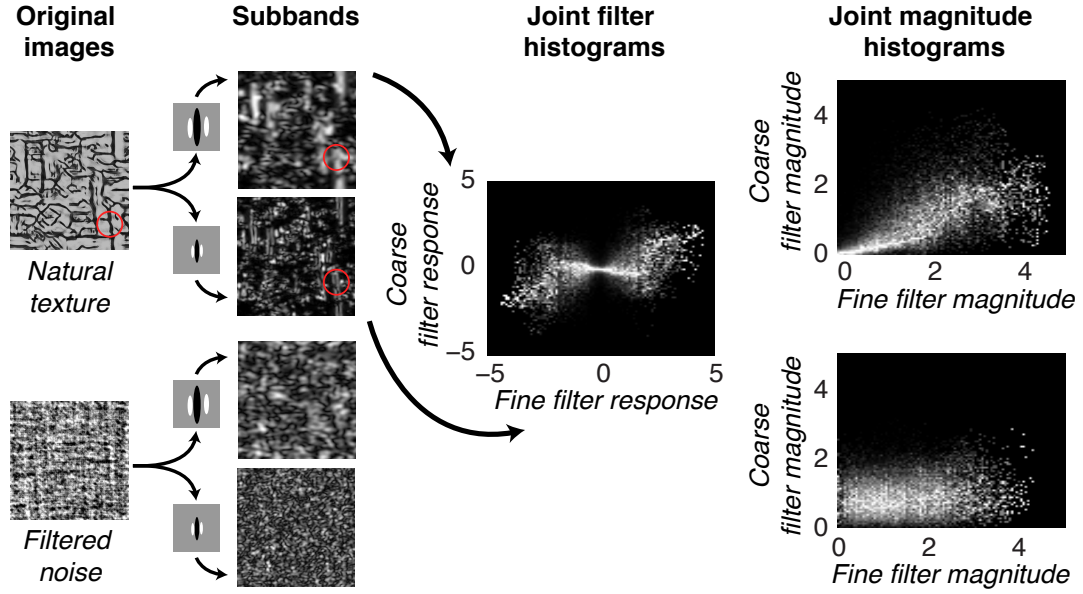 Original
images
Subbands
Joint filter
histograms
Joint magnitude
histograms
Natural
texture
Filtered
noise
Coarse
filter response
5
0
−5
−5
0
5
Fine filter response
Coarse
filter magnitude
4
2
0
0
2
4
Fine filter magnitude
Coarse
filter magnitude
4
2
0
0
2
4
Fine filter magnitude